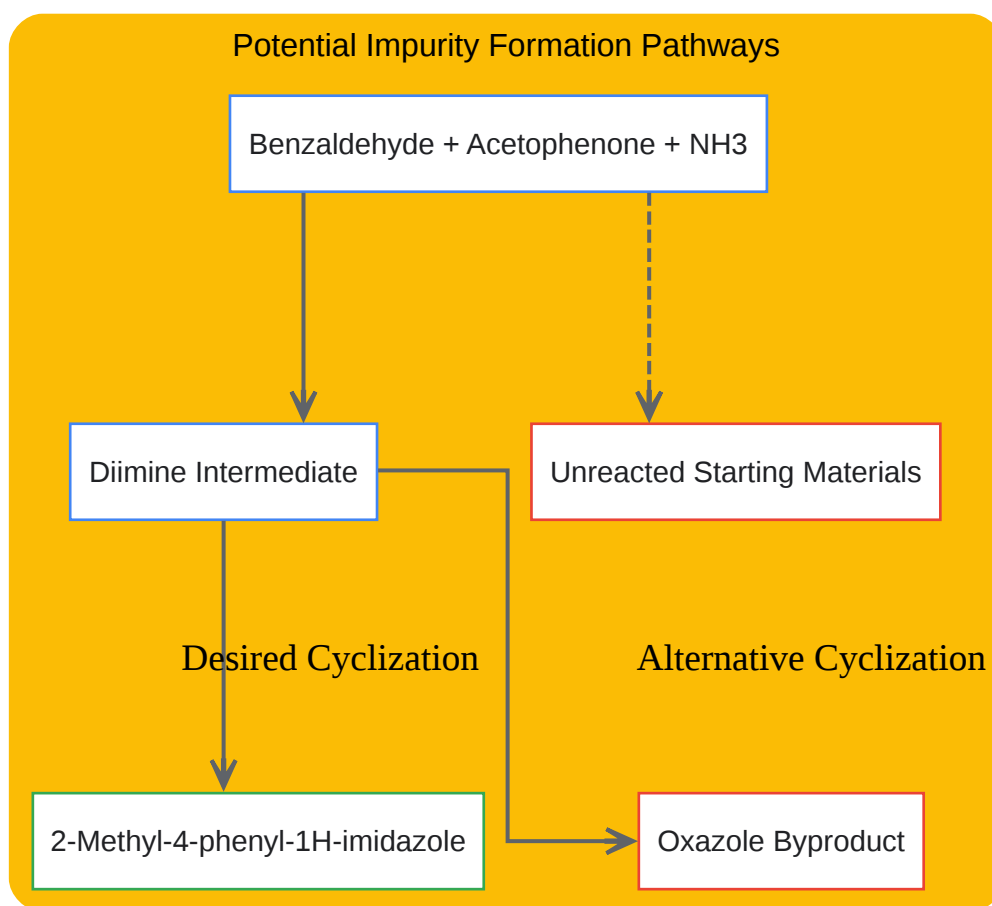 Potential Impurity Formation Pathways
Benzaldehyde + Acetophenone + NH3
Diimine Intermediate
Unreacted Starting Materials
Desired Cyclization
Alternative Cyclization
2-Methyl-4-phenyl-1H-imidazole
Oxazole Byproduct